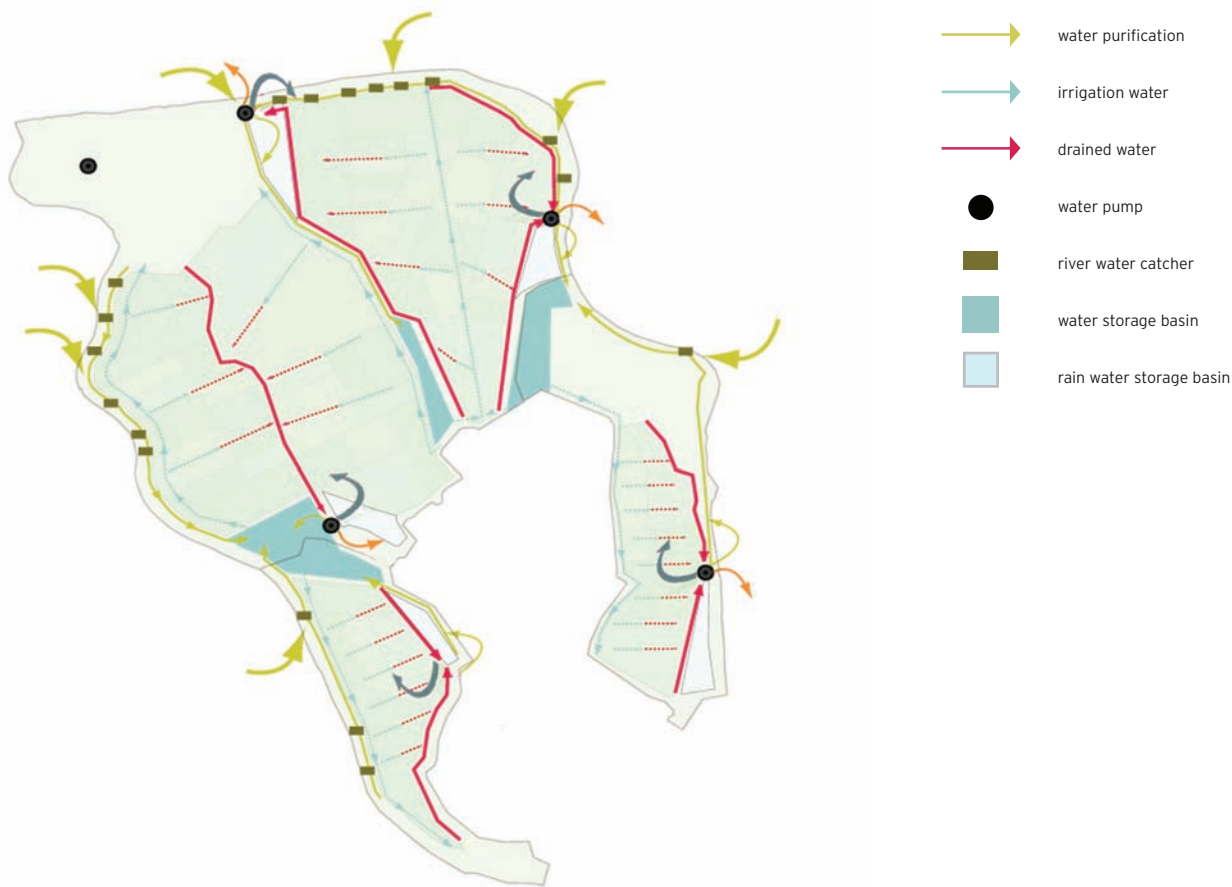 water purification
irrigation water
drained water
water pump
river water catcher
water storage basin
rain water storage basin